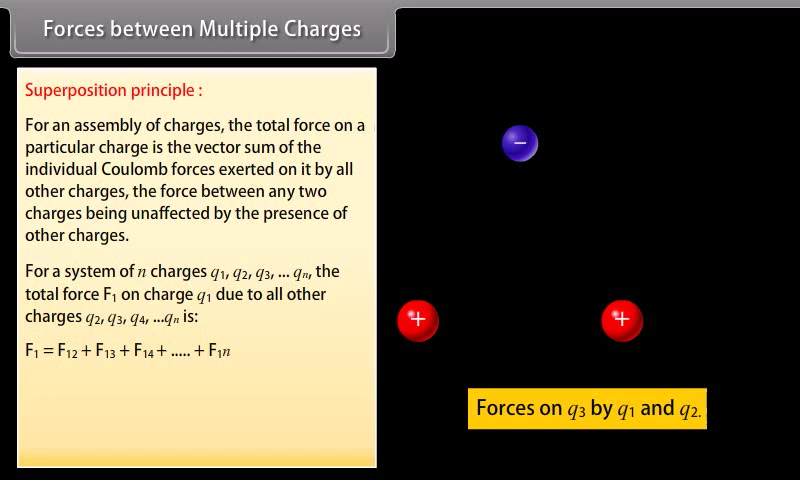 Forces between Multiple Charges
Superposition principle :
For an assembly of charges, the total force on a
particular charge is the vector sum of the
individual Coulomb forces exerted on it by all
other charges, the force between any two
charges being unaffected by the presence of
other charges.
For a system of n charges q₁, q₂, q₃, ... qₙ, the
total force F₁ on charge q₁ due to all other
charges q₂, q₃, q₄, ...qₙ is:
F₁ = F₁₂ + F₁₃ + F₁₄ + ..... + F₁n
−
+ +
Forces on q₃ by q₁ and q₂.